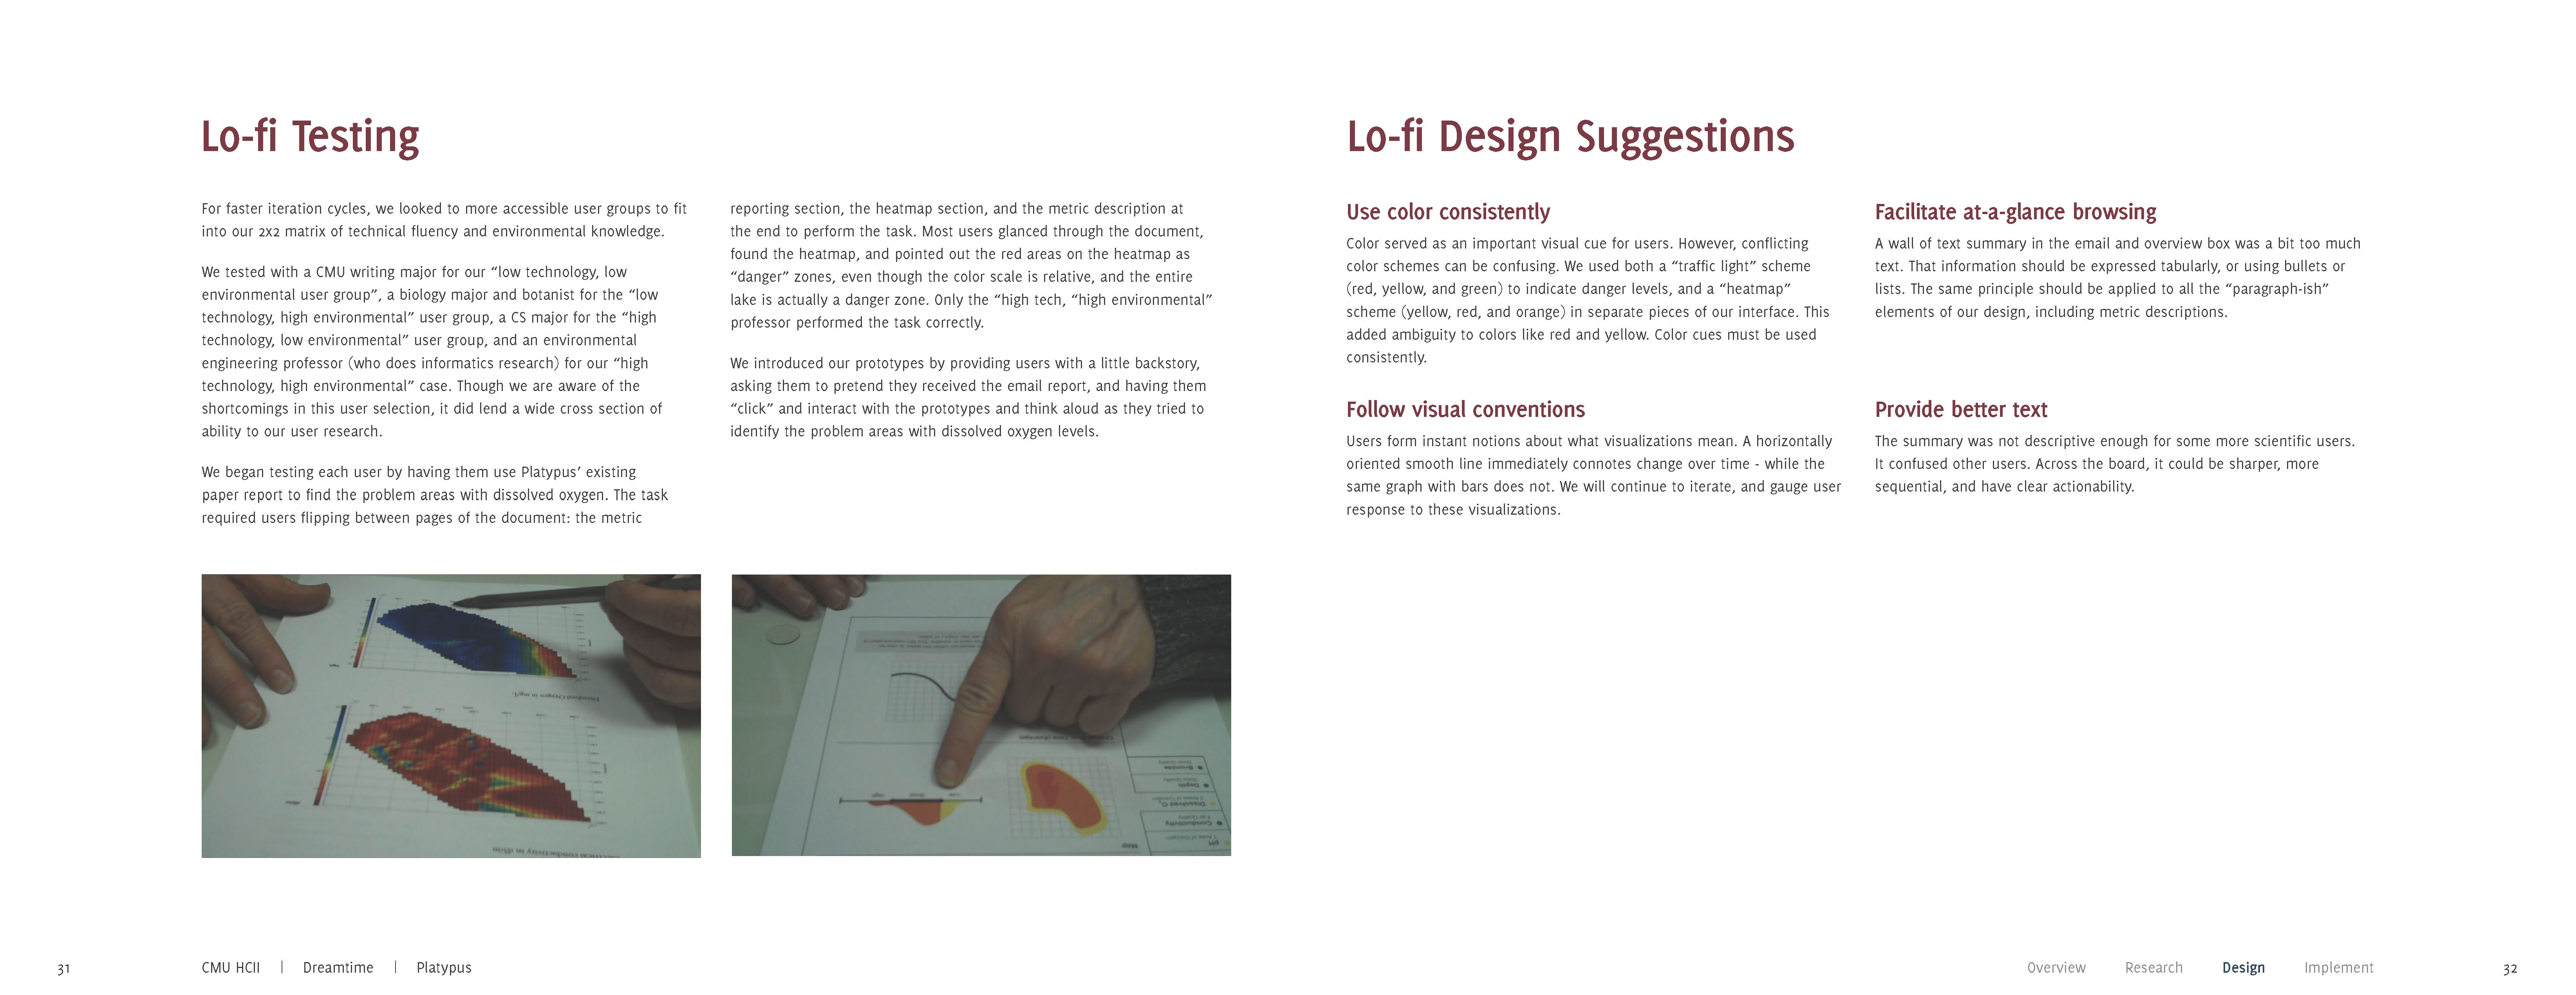 Lo-fi Testing
For faster iteration cycles, we looked to more accessible user groups to fit
into our 2x2 matrix of technical fluency and environmental knowledge.
We tested with a CMU writing major for our “low technology, low
environmental user group”, a biology major and botanist for the “low
technology, high environmental” user group, a CS major for the “high
technology, low environmental” user group, and an environmental
engineering professor (who does informatics research) for our “high
technology, high environmental” case. Though we are aware of the
shortcomings in this user selection, it did lend a wide cross section of
ability to our user research.
We began testing each user by having them use Platypus’ existing
paper report to find the problem areas with dissolved oxygen. The task
required users flipping between pages of the document: the metric
reporting section, the heatmap section, and the metric description at
the end to perform the task. Most users glanced through the document,
found the heatmap, and pointed out the red areas on the heatmap as
“danger” zones, even though the color scale is relative, and the entire
lake is actually a danger zone. Only the “high tech, “high environmental”
professor performed the task correctly.
We introduced our prototypes by providing users with a little backstory,
asking them to pretend they received the email report, and having them
“click” and interact with the prototypes and think aloud as they tried to
identify the problem areas with dissolved oxygen levels.
Dissolved Oxygen in mg/L
conductivity in dS/m
Map
Depth
Dissolved O2
Conductivity
pH
31
CMU HCII | Dreamtime | Platypus
Lo-fi Design Suggestions
Use color consistently
Color served as an important visual cue for users. However, conflicting
color schemes can be confusing. We used both a “traffic light” scheme
(red, yellow, and green) to indicate danger levels, and a “heatmap”
scheme (yellow, red, and orange) in separate pieces of our interface. This
added ambiguity to colors like red and yellow. Color cues must be used
consistently.
Follow visual conventions
Users form instant notions about what visualizations mean. A horizontally
oriented smooth line immediately connotes change over time - while the
same graph with bars does not. We will continue to iterate, and gauge user
response to these visualizations.
Facilitate at-a-glance browsing
A wall of text summary in the email and overview box was a bit too much
text. That information should be expressed tabularly, or using bullets or
lists. The same principle should be applied to all the “paragraph-ish”
elements of our design, including metric descriptions.
Provide better text
The summary was not descriptive enough for some more scientific users.
It confused other users. Across the board, it could be sharper, more
sequential, and have clear actionability.
Overview Research Design Implement
32